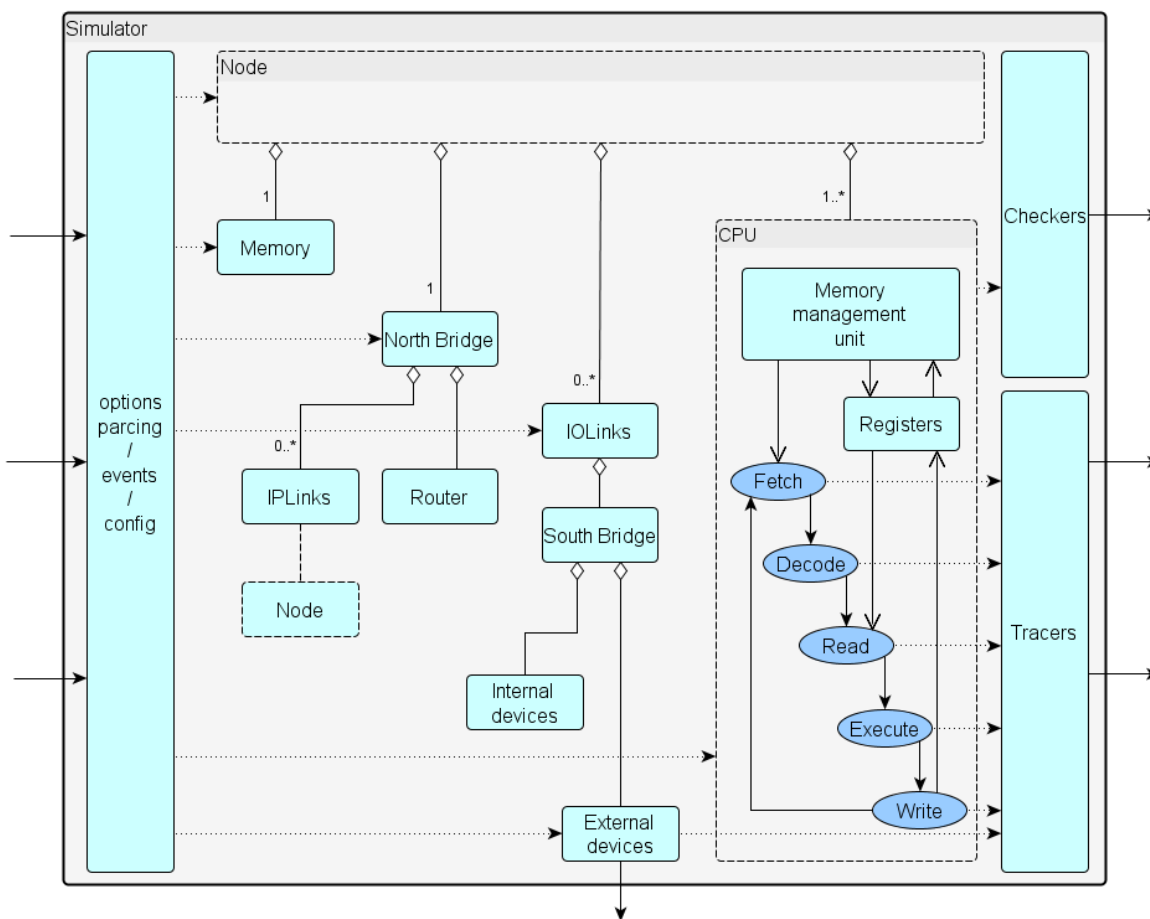 Simulator
Node
1
1
0..*
1..*
Memory
North Bridge
0..*
IPLinks
Router
Node
IOLinks
South Bridge
Internal
devices
External
devices
options
parcing
/
events
/
config
CPU
Memory
management
unit
Registers
Fetch
Decode
Read
Execute
Write
Checkers
Tracers